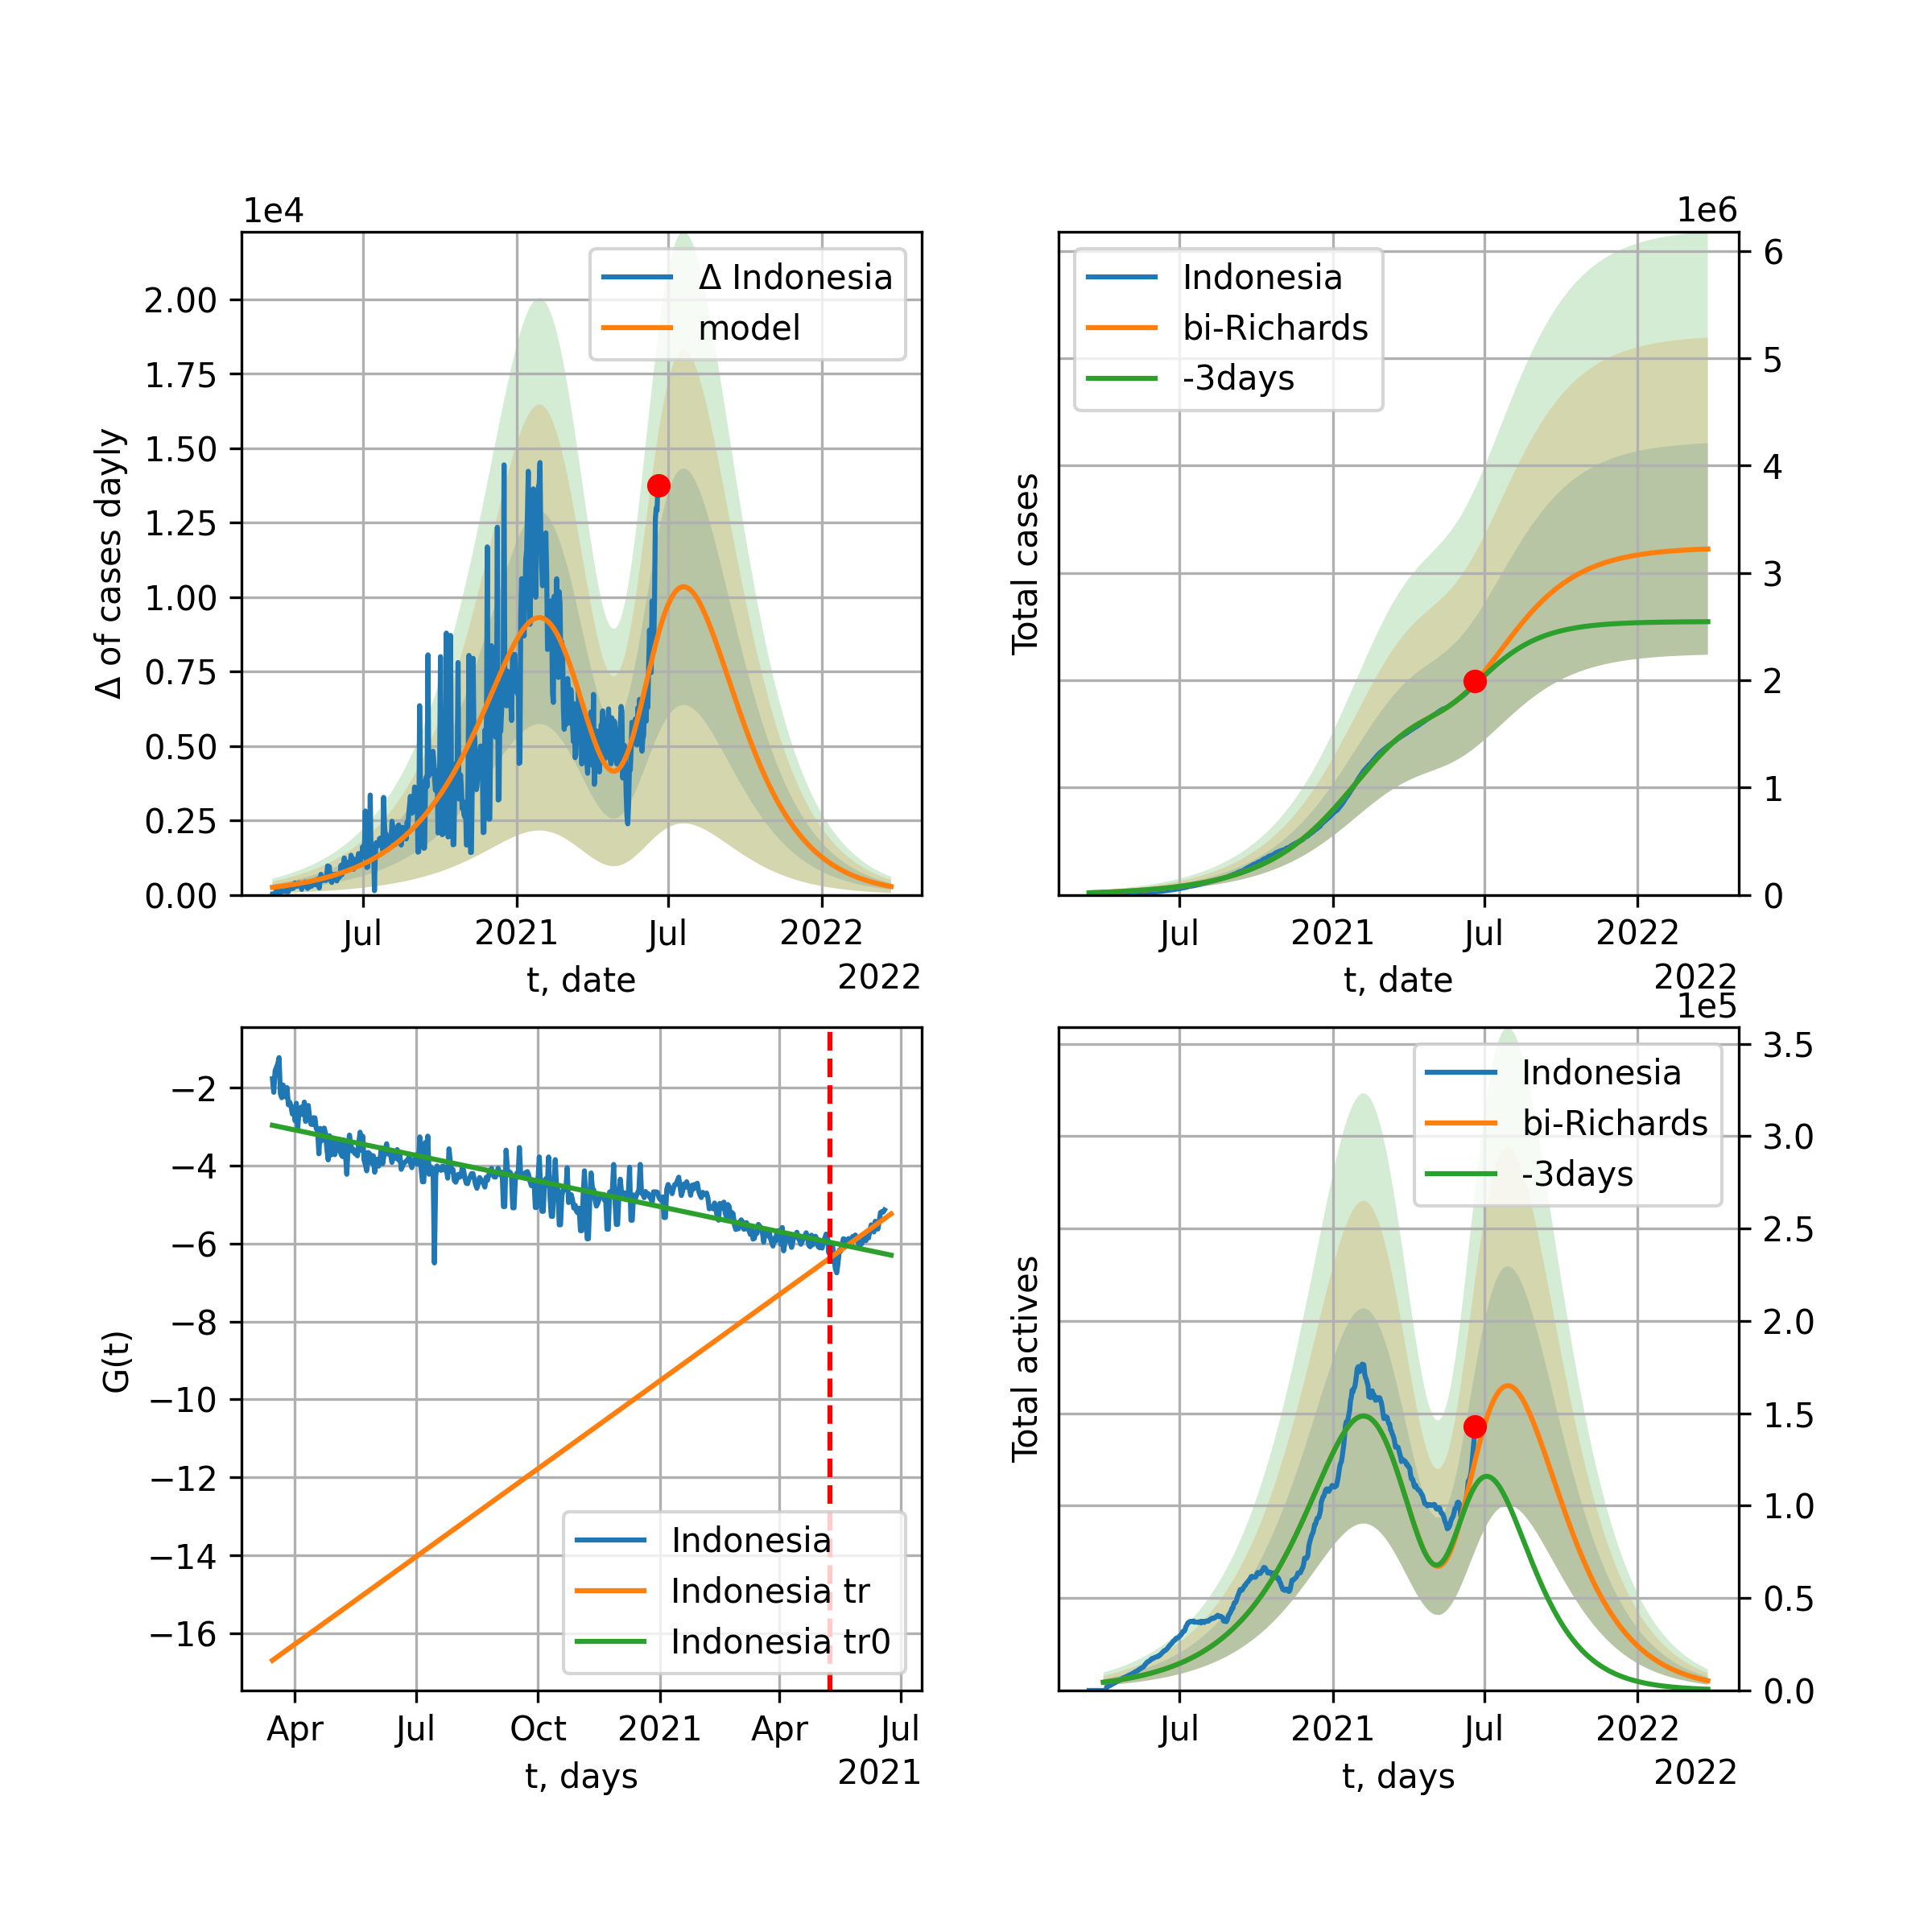 1e4
Δ of cases dayly
2.00
1.75
1.50
1.25
1.00
0.75
0.50
0.25
0.00
Δ Indonesia
model
Jul 2021 Jul 2022
t, date
2022
1e6
Total cases
Indonesia
bi-Richards
-3days
6
5
4
3
2
1
0
Jul 2021 Jul 2022
t, date
2022
G(t)
−2
−4
−6
−8
−10
−12
−14
−16
Indonesia
Indonesia tr
Indonesia tr0
Apr Jul Oct 2021 Apr Jul
t, days
2021
1e5
Total actives
Indonesia
bi-Richards
-3days
3.5
3.0
2.5
2.0
1.5
1.0
0.5
0.0
Jul 2021 Jul 2022
t, days
2022